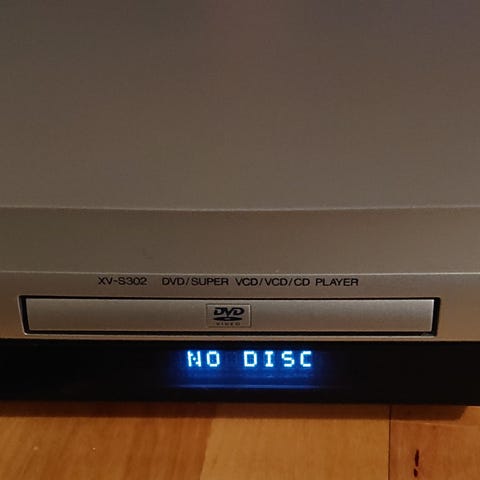 XV-S302 DVD/SUPER VCD/VCD/CD PLAYER
DVD
VIDEO
NO DISC